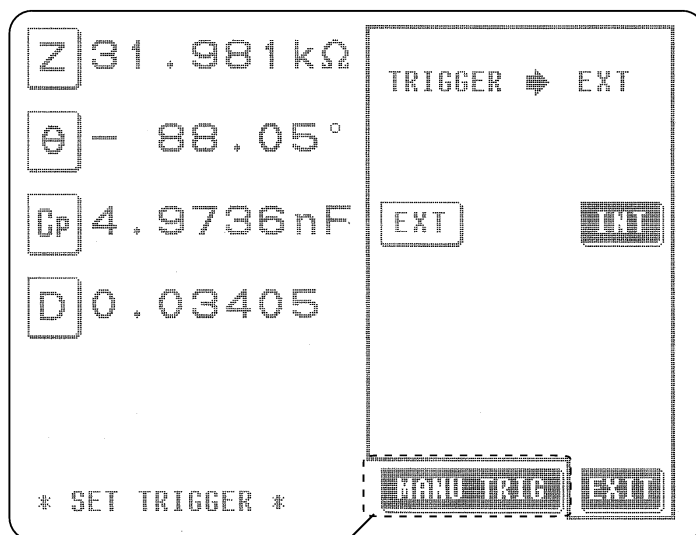 Z 31.981kΩ
θ - 88.05°
Cp 4.9736nF
D 0.03405
* SET TRIGGER *
TRIGGER ➡ EXT
EXT INT
MANU TRIG EXIT